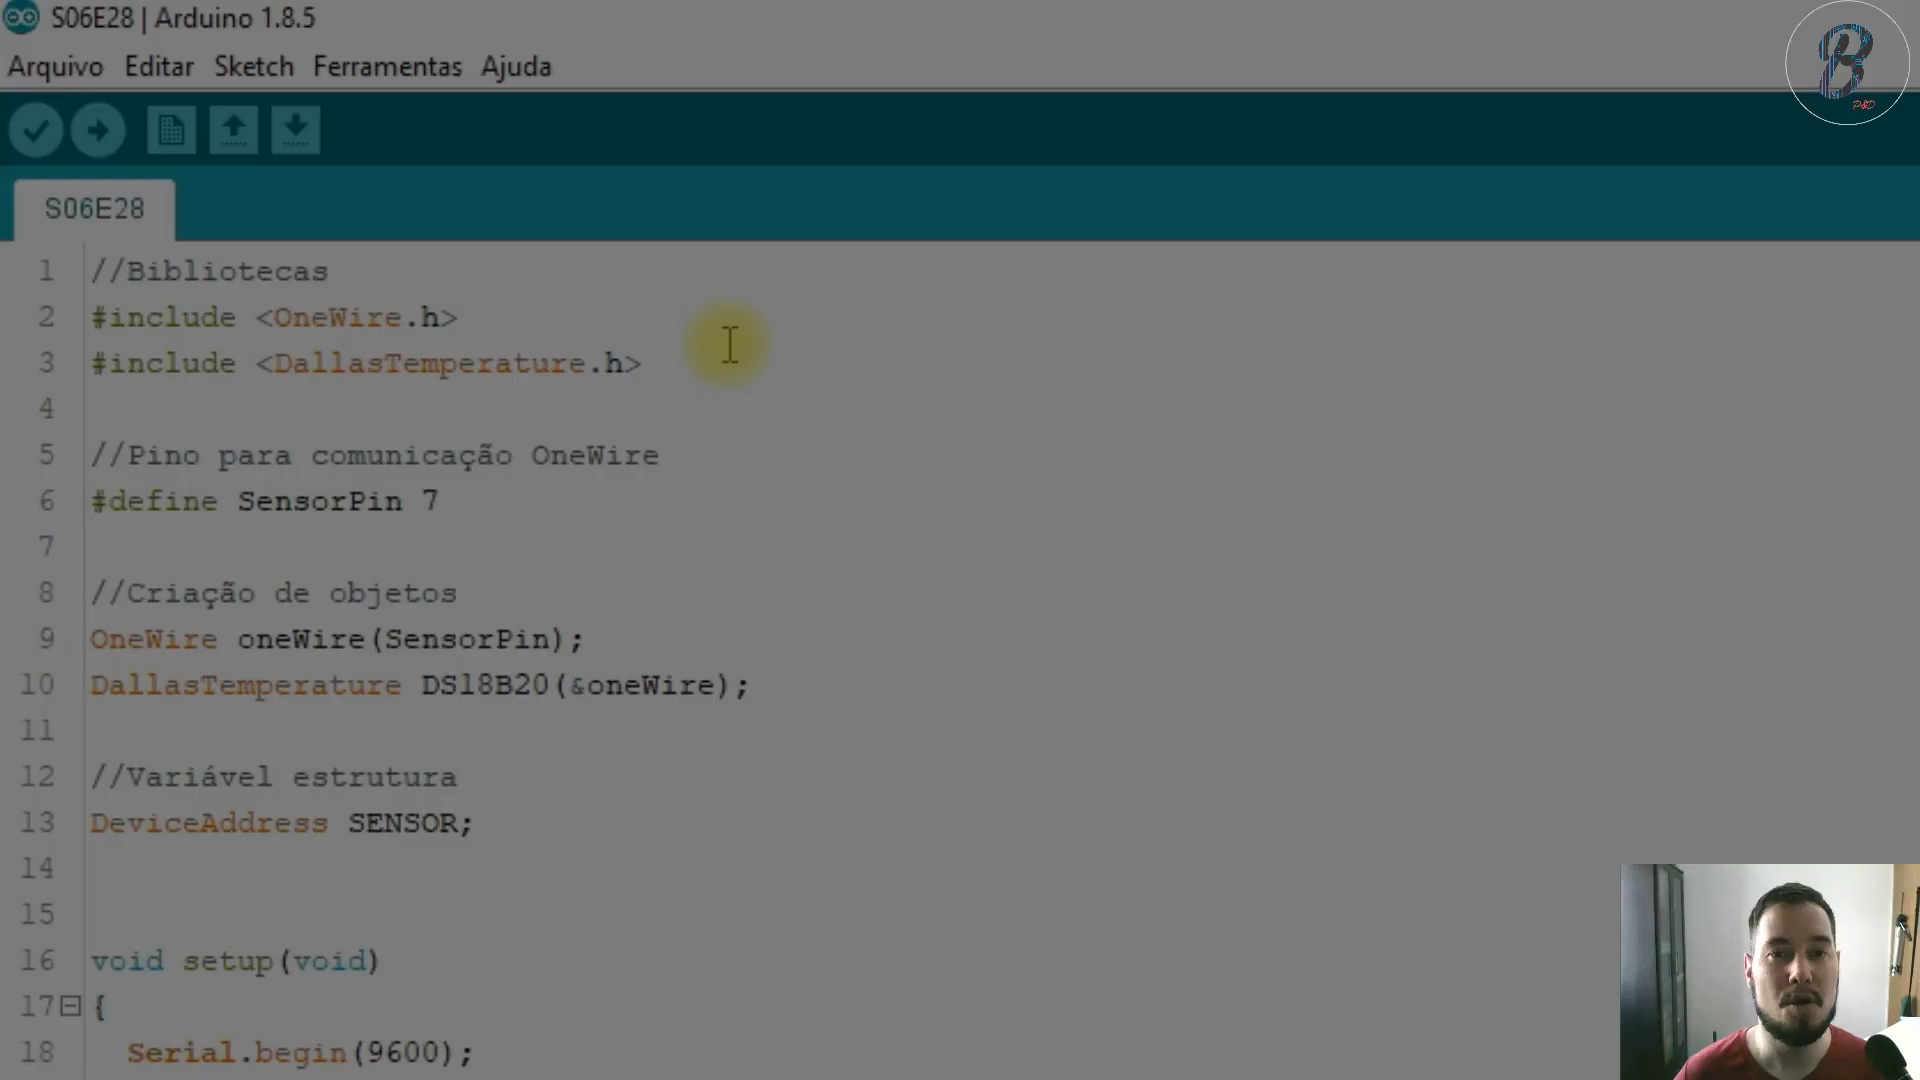 S06E28 | Arduino 1.8.5
Arquivo Editar Sketch Ferramentas Ajuda
S06E28
1 //Bibliotecas
2 #include <OneWire.h>
3 #include <DallasTemperature.h>
4
5 //Pino para comunicação OneWire
6 #define SensorPin 7
7
8 //Criação de objetos
9 OneWire oneWire(SensorPin);
10 DallasTemperature DS18B20(&oneWire);
11
12 //Variável estrutura
13 DeviceAddress SENSOR;
14
15
16 void setup(void)
17 {
18 Serial.begin(9600);
B
P&D